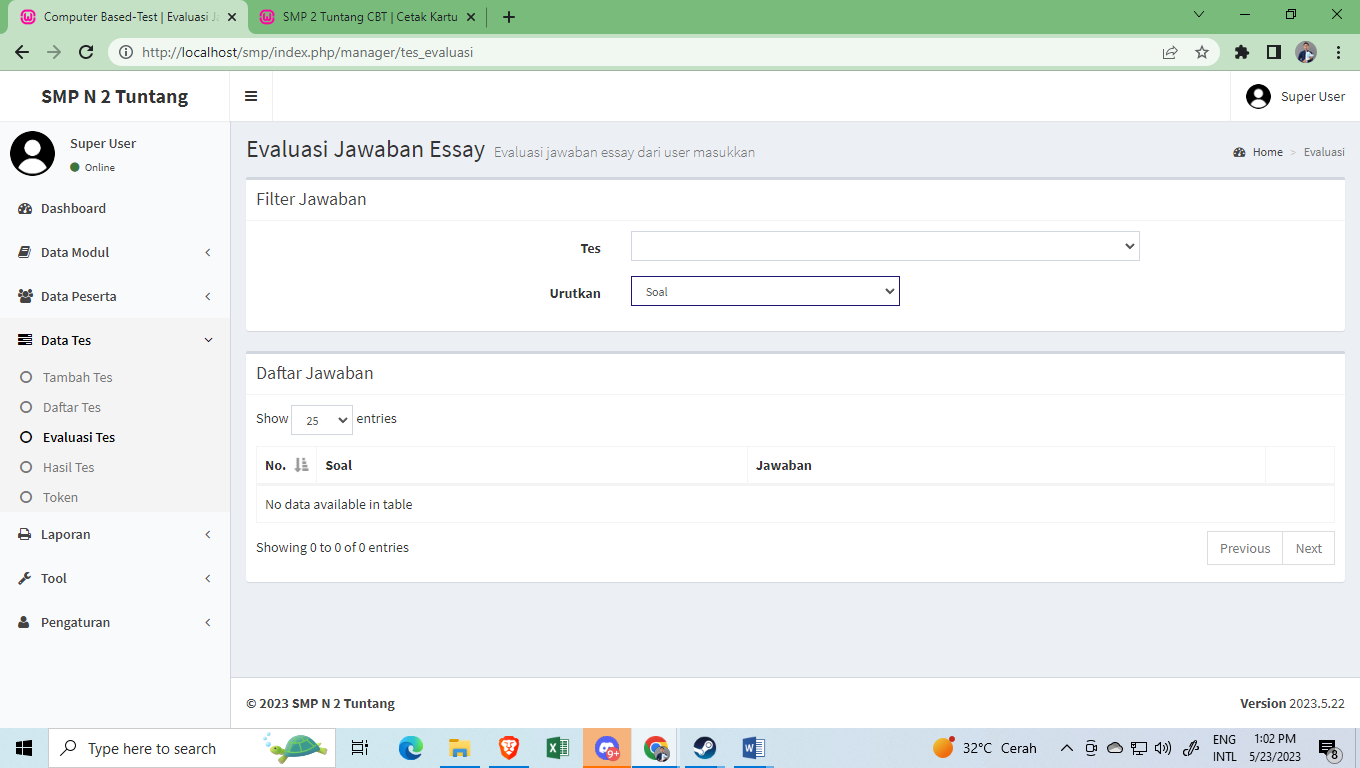 Computer Based-Test | Evaluasi Ja
SMP 2 Tuntang CBT | Cetak Kartu
http://localhost/smp/index.php/manager/tes_evaluasi
SMP N 2 Tuntang
Super User
Super User
Online
Evaluasi Jawaban Essay Evaluasi jawaban essay dari user masukkan
Home > Evaluasi
Dashboard
Data Modul
Data Peserta
Data Tes
Tambah Tes
Daftar Tes
Evaluasi Tes
Hasil Tes
Token
Laporan
Tool
Pengaturan
Filter Jawaban
Tes
Urutkan Soal
Daftar Jawaban
Show 25 entries
No. Soal Jawaban
No data available in table
Showing 0 to 0 of 0 entries
Previous Next
© 2023 SMP N 2 Tuntang
Version 2023.5.22
Type here to search
9+
32°C Cerah
ENG
INTL
1:02 PM
5/23/2023
8